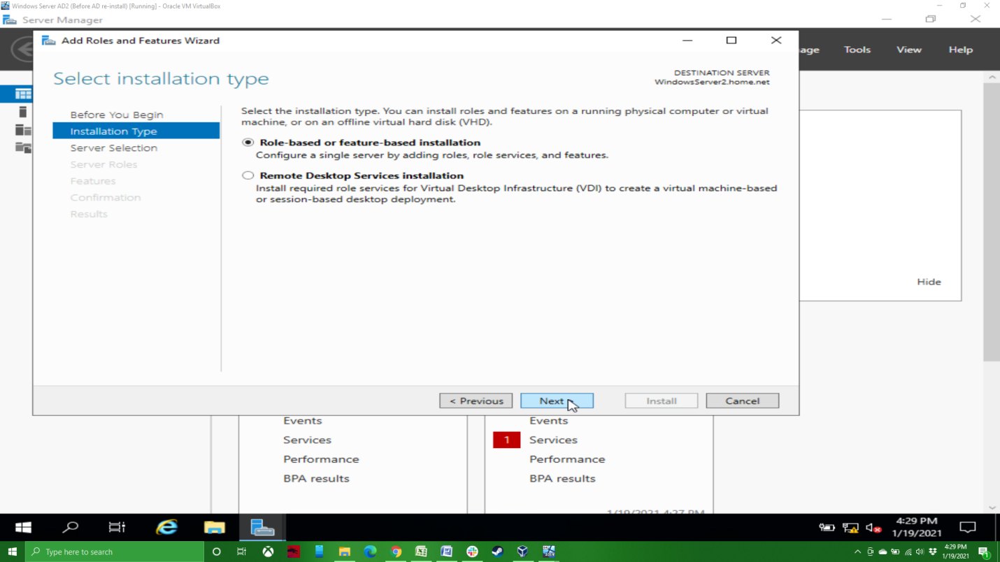 Windows Server AD2 (Before AD re-install) [Running] - Oracle VM VirtualBox
Server Manager
Add Roles and Features Wizard
Tools
View
Help
Select installation type
DESTINATION SERVER
WindowsServer2.home.net
Before You Begin
Installation Type
Server Selection
Server Roles
Features
Confirmation
Results
Select the installation type. You can install roles and features on a running physical computer or virtual
machine, or on an offline virtual hard disk (VHD).
Role-based or feature-based installation
Configure a single server by adding roles, role services, and features.
Remote Desktop Services installation
Install required role services for Virtual Desktop Infrastructure (VDI) to create a virtual machine-based
or session-based desktop deployment.
Hide
< Previous
Next >
Install
Cancel
Events
Services
Performance
BPA results
Events
1 Services
Performance
BPA results
1/19/2021 4:27 PM
4:29 PM
1/19/2021
Type here to search
4:29 PM
1/19/2021
1